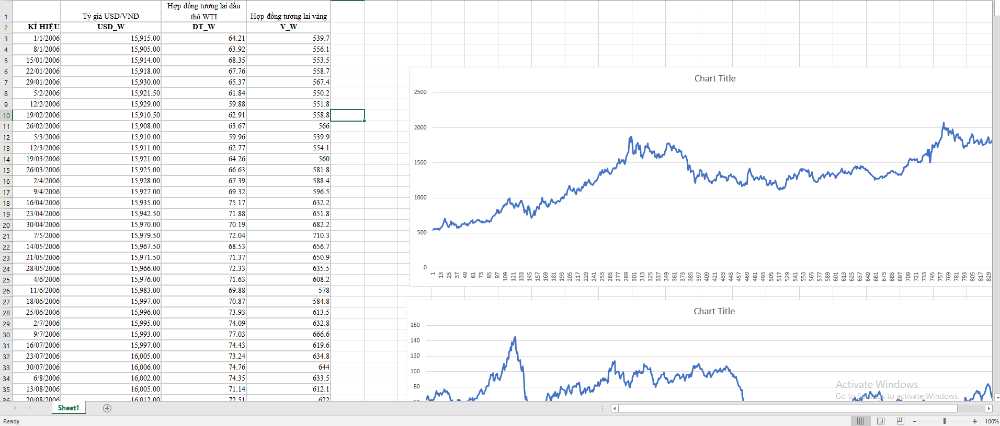 Hợp đồng tương lai dầu
1 Tỷ giá USD/VNĐ thô WTI Hợp đồng tương lai vàng
2 KÍ HIỆU USD_W DT_W V_W
3 1/1/2006 15,915.00 64.21 539.7
4 8/1/2006 15,905.00 63.92 556.1
5 15/01/2006 15,914.00 68.35 553.5
6 22/01/2006 15,918.00 67.76 558.7
7 29/01/2006 15,930.00 65.37 567.4
8 5/2/2006 15,921.50 61.84 550.2
9 12/2/2006 15,929.00 59.88 551.8
10 19/02/2006 15,910.50 62.91 558.8
11 26/02/2006 15,908.00 63.67 566
12 5/3/2006 15,910.00 59.96 539.9
13 12/3/2006 15,911.00 62.77 554.1
14 19/03/2006 15,921.00 64.26 560
15 26/03/2006 15,925.00 66.63 581.8
16 2/4/2006 15,928.00 67.39 588.4
17 9/4/2006 15,927.00 69.32 596.5
18 16/04/2006 15,935.00 75.17 632.2
19 23/04/2006 15,942.50 71.88 651.8
20 30/04/2006 15,970.00 70.19 682.2
21 7/5/2006 15,979.50 72.04 710.3
22 14/05/2006 15,967.50 68.53 656.7
23 21/05/2006 15,971.50 71.37 650.9
24 28/05/2006 15,966.00 72.33 635.5
25 4/6/2006 15,976.00 71.63 608.2
26 11/6/2006 15,983.00 69.88 578
27 18/06/2006 15,997.00 70.87 584.8
28 25/06/2006 15,996.00 73.93 613.5
29 2/7/2006 15,995.00 74.09 632.8
30 9/7/2006 15,993.00 77.03 666.6
31 16/07/2006 15,997.00 74.43 619.6
32 23/07/2006 16,005.00 73.24 634.8
33 30/07/2006 16,006.00 74.76 644
34 6/8/2006 16,002.00 74.35 633.5
35 13/08/2006 16,005.00 71.14 612.1
36 20/08/2006 16,012.00 72.51 622
Chart Title
2500
2000
1500
1000
500
0
1 13 25 37 49 61 73 85 97 109 121 133 145 157 169 181 193 205 217 229 241 253 265 277 289 301 313 325 337 349 361 373 385 397 409 421 433 445 457 469 481 493 505 517 529 541 553 565 577 589 601 613 625 637 649 661 673 685 697 709 721 733 745 757 769 781 793 805 817 829
Chart Title
160
140
120
100
80
60
Activate Windows
Go to Settings to activate Windows.
Sheet1
Ready
100%